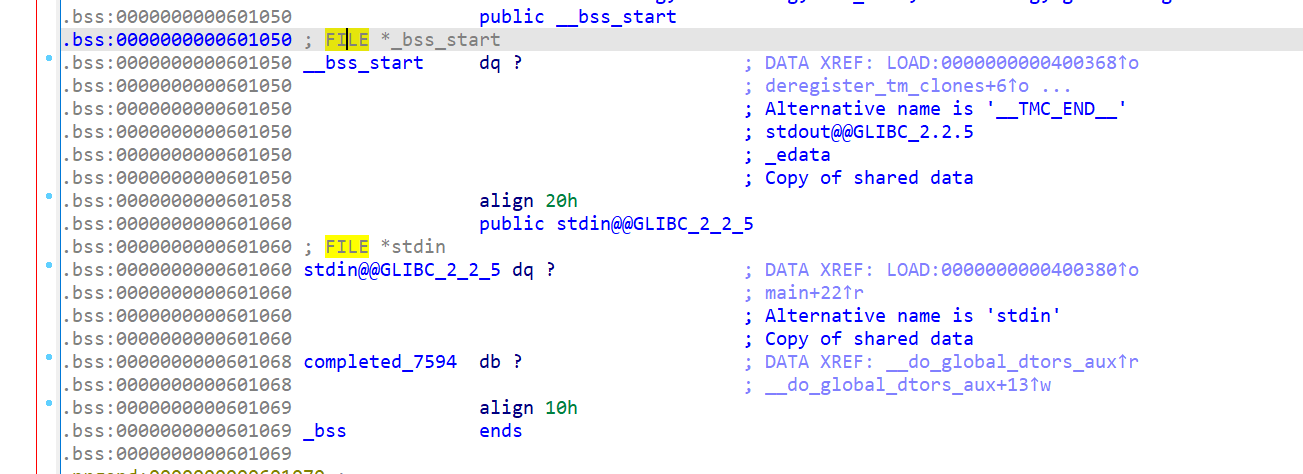 .bss:0000000000601050 public __bss_start
.bss:0000000000601050 ; FILE *_bss_start
.bss:0000000000601050 __bss_start dq ? ; DATA XREF: LOAD:0000000000400368↑o
.bss:0000000000601050 ; deregister_tm_clones+6↑o ...
.bss:0000000000601050 ; Alternative name is '__TMC_END__'
.bss:0000000000601050 ; stdout@@GLIBC_2.2.5
.bss:0000000000601050 ; _edata
.bss:0000000000601050 ; Copy of shared data
.bss:0000000000601058 align 20h
.bss:0000000000601060 public stdin@@GLIBC_2_2_5
.bss:0000000000601060 ; FILE *stdin
.bss:0000000000601060 stdin@@GLIBC_2_2_5 dq ? ; DATA XREF: LOAD:0000000000400380↑o
.bss:0000000000601060 ; main+22↑r
.bss:0000000000601060 ; Alternative name is 'stdin'
.bss:0000000000601060 ; Copy of shared data
.bss:0000000000601068 completed_7594 db ? ; DATA XREF: __do_global_dtors_aux↑r
.bss:0000000000601068 ; __do_global_dtors_aux+13↑w
.bss:0000000000601069 align 10h
.bss:0000000000601069 _bss ends
.bss:0000000000601069